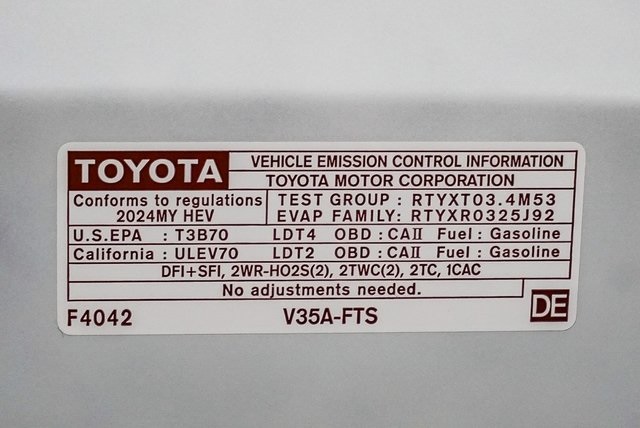 TOYOTA
VEHICLE EMISSION CONTROL INFORMATION
TOYOTA MOTOR CORPORATION
Conforms to regulations
2024MY HEV
TEST GROUP : RTYXT03.4M53
EVAP FAMILY: RTYXR0325J92
U.S.EPA : T3B70 LDT4 OBD : CAII Fuel : Gasoline
California : ULEV70 LDT2 OBD : CAII Fuel : Gasoline
DFI+SFI, 2WR-HO2S(2), 2TWC(2), 2TC, 1CAC
No adjustments needed.
F4042 V35A-FTS DE